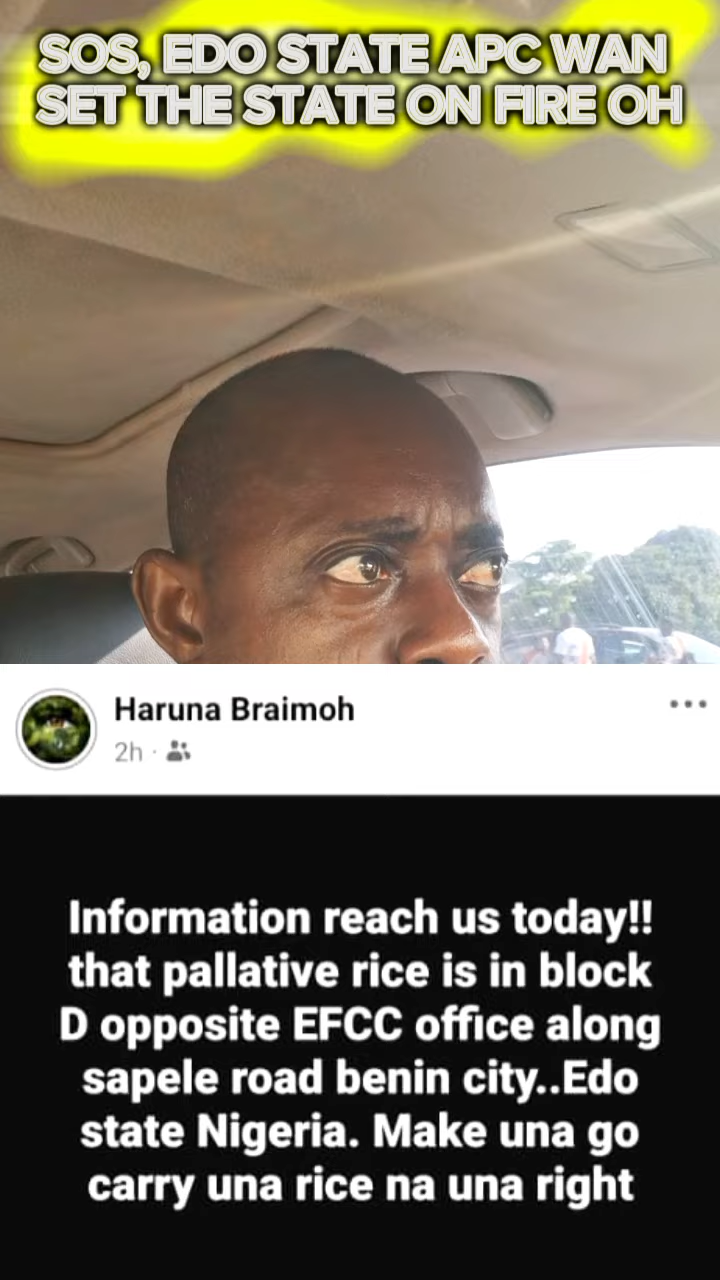 SOS, EDO STATE APC WAN
SET THE STATE ON FIRE OH
Haruna Braimoh
2h ·
Information reach us today!!
that pallative rice is in block
D opposite EFCC office along
sapele road benin city..Edo
state Nigeria. Make una go
carry una rice na una right